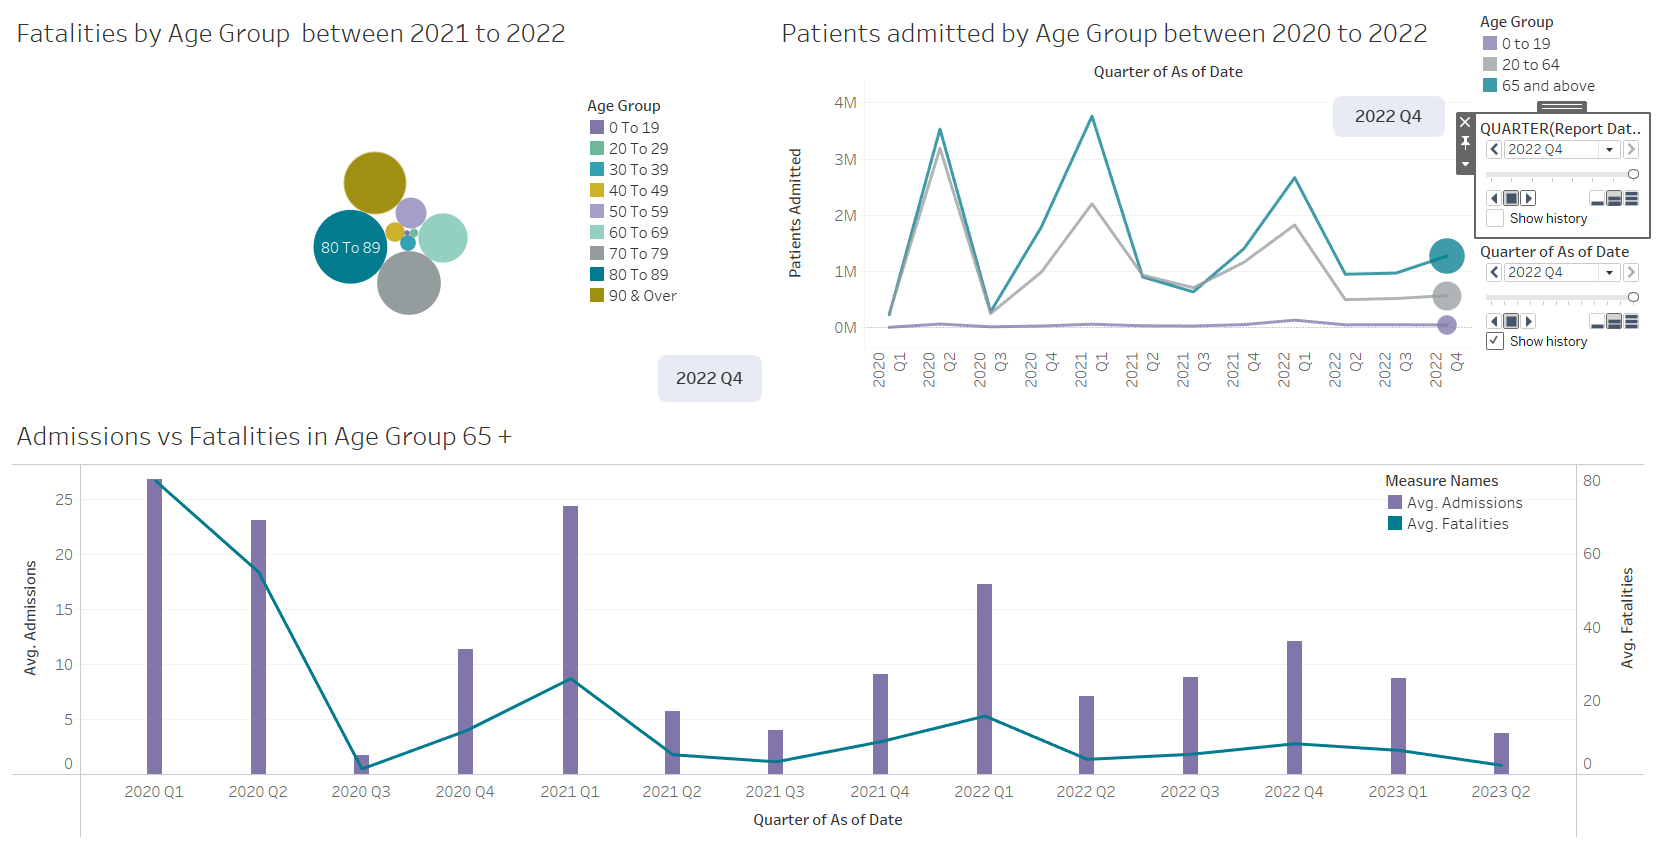 Fatalities by Age Group  between 2021 to 2022
Age Group
0 To 19
20 To 29
30 To 39
40 To 49
50 To 59
60 To 69
70 To 79
80 To 89
90 & Over
80 To 89
2022 Q4
Patients admitted by Age Group between 2020 to 2022
Quarter of As of Date
2022 Q4
Patients Admitted
4M
3M
2M
1M
0M
2020 Q1
2020 Q2
2020 Q3
2020 Q4
2021 Q1
2021 Q2
2021 Q3
2021 Q4
2022 Q1
2022 Q2
2022 Q3
2022 Q4
Age Group
0 to 19
20 to 64
65 and above
QUARTER(Report Dat..
2022 Q4
Show history
Quarter of As of Date
2022 Q4
Show history
Admissions vs Fatalities in Age Group 65 +
Measure Names
Avg. Admissions
Avg. Fatalities
Avg. Admissions
25
20
15
10
5
0
80
60
40
20
0
Avg. Fatalities
2020 Q1
2020 Q2
2020 Q3
2020 Q4
2021 Q1
2021 Q2
2021 Q3
2021 Q4
2022 Q1
2022 Q2
2022 Q3
2022 Q4
2023 Q1
2023 Q2
Quarter of As of Date